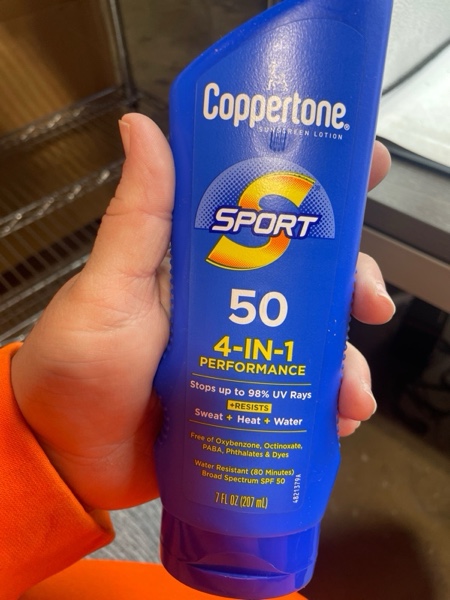 Coppertone®
SUNSCREEN LOTION
SPORT
50
4-IN-1
PERFORMANCE
Stops up to 98% UV Rays
+RESISTS
Sweat + Heat + Water
Free of Oxybenzone, Octinoxate,
PABA, Phthalates & Dyes
Water Resistant (80 Minutes)
Broad Spectrum SPF 50
7 FL OZ (207 mL)
48213796